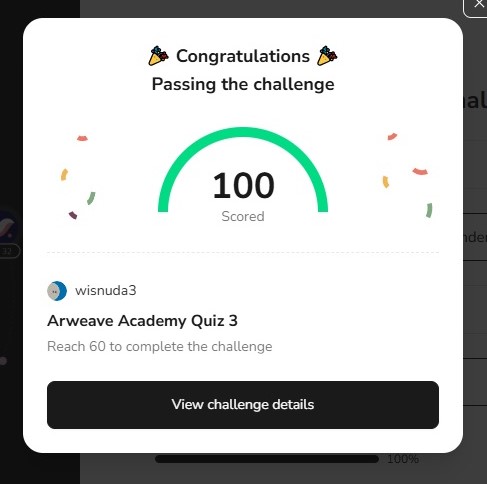 Congratulations
Passing the challenge
100
Scored
wisnuda3
Arweave Academy Quiz 3
Reach 60 to complete the challenge
View challenge details
32
100%